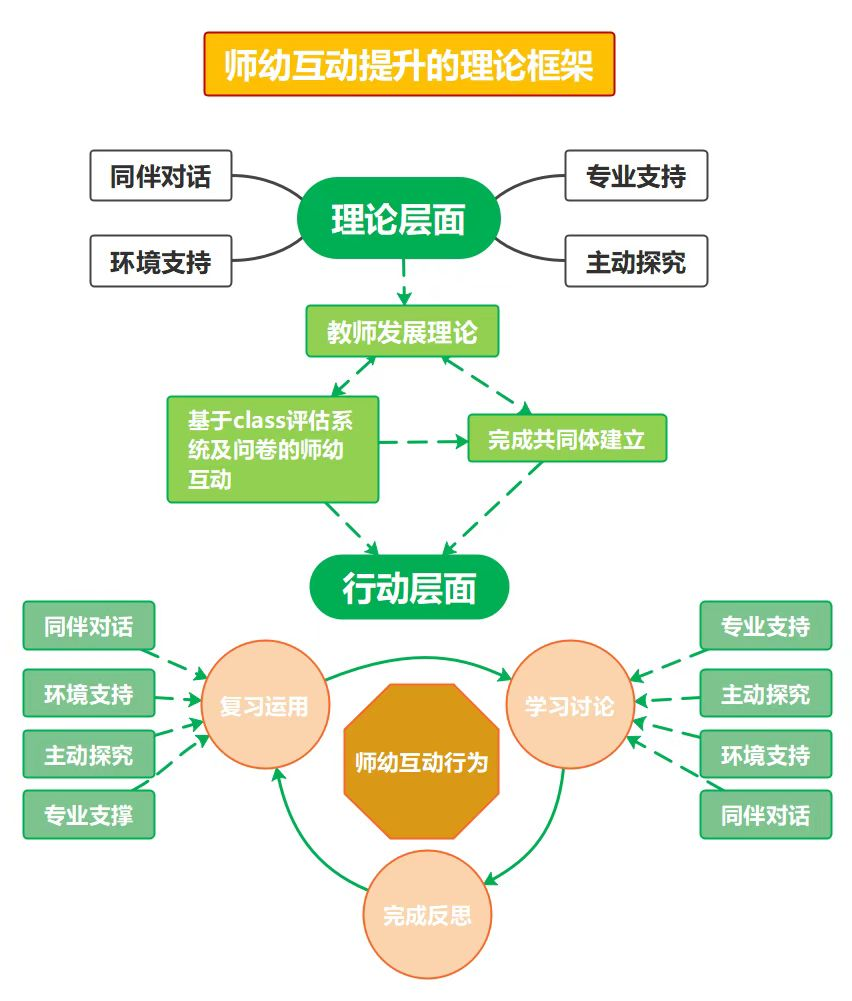 师幼互动提升的理论框架
同伴对话
专业支持
理论层面
环境支持
主动探究
教师发展理论
基于class评估系
统及问卷的师幼
互动
完成共同体建立
行动层面
同伴对话
环境支持
主动探究
专业支撑
复习运用
学习讨论
专业支持
主动探究
环境支持
同伴对话
师幼互动行为
完成反思